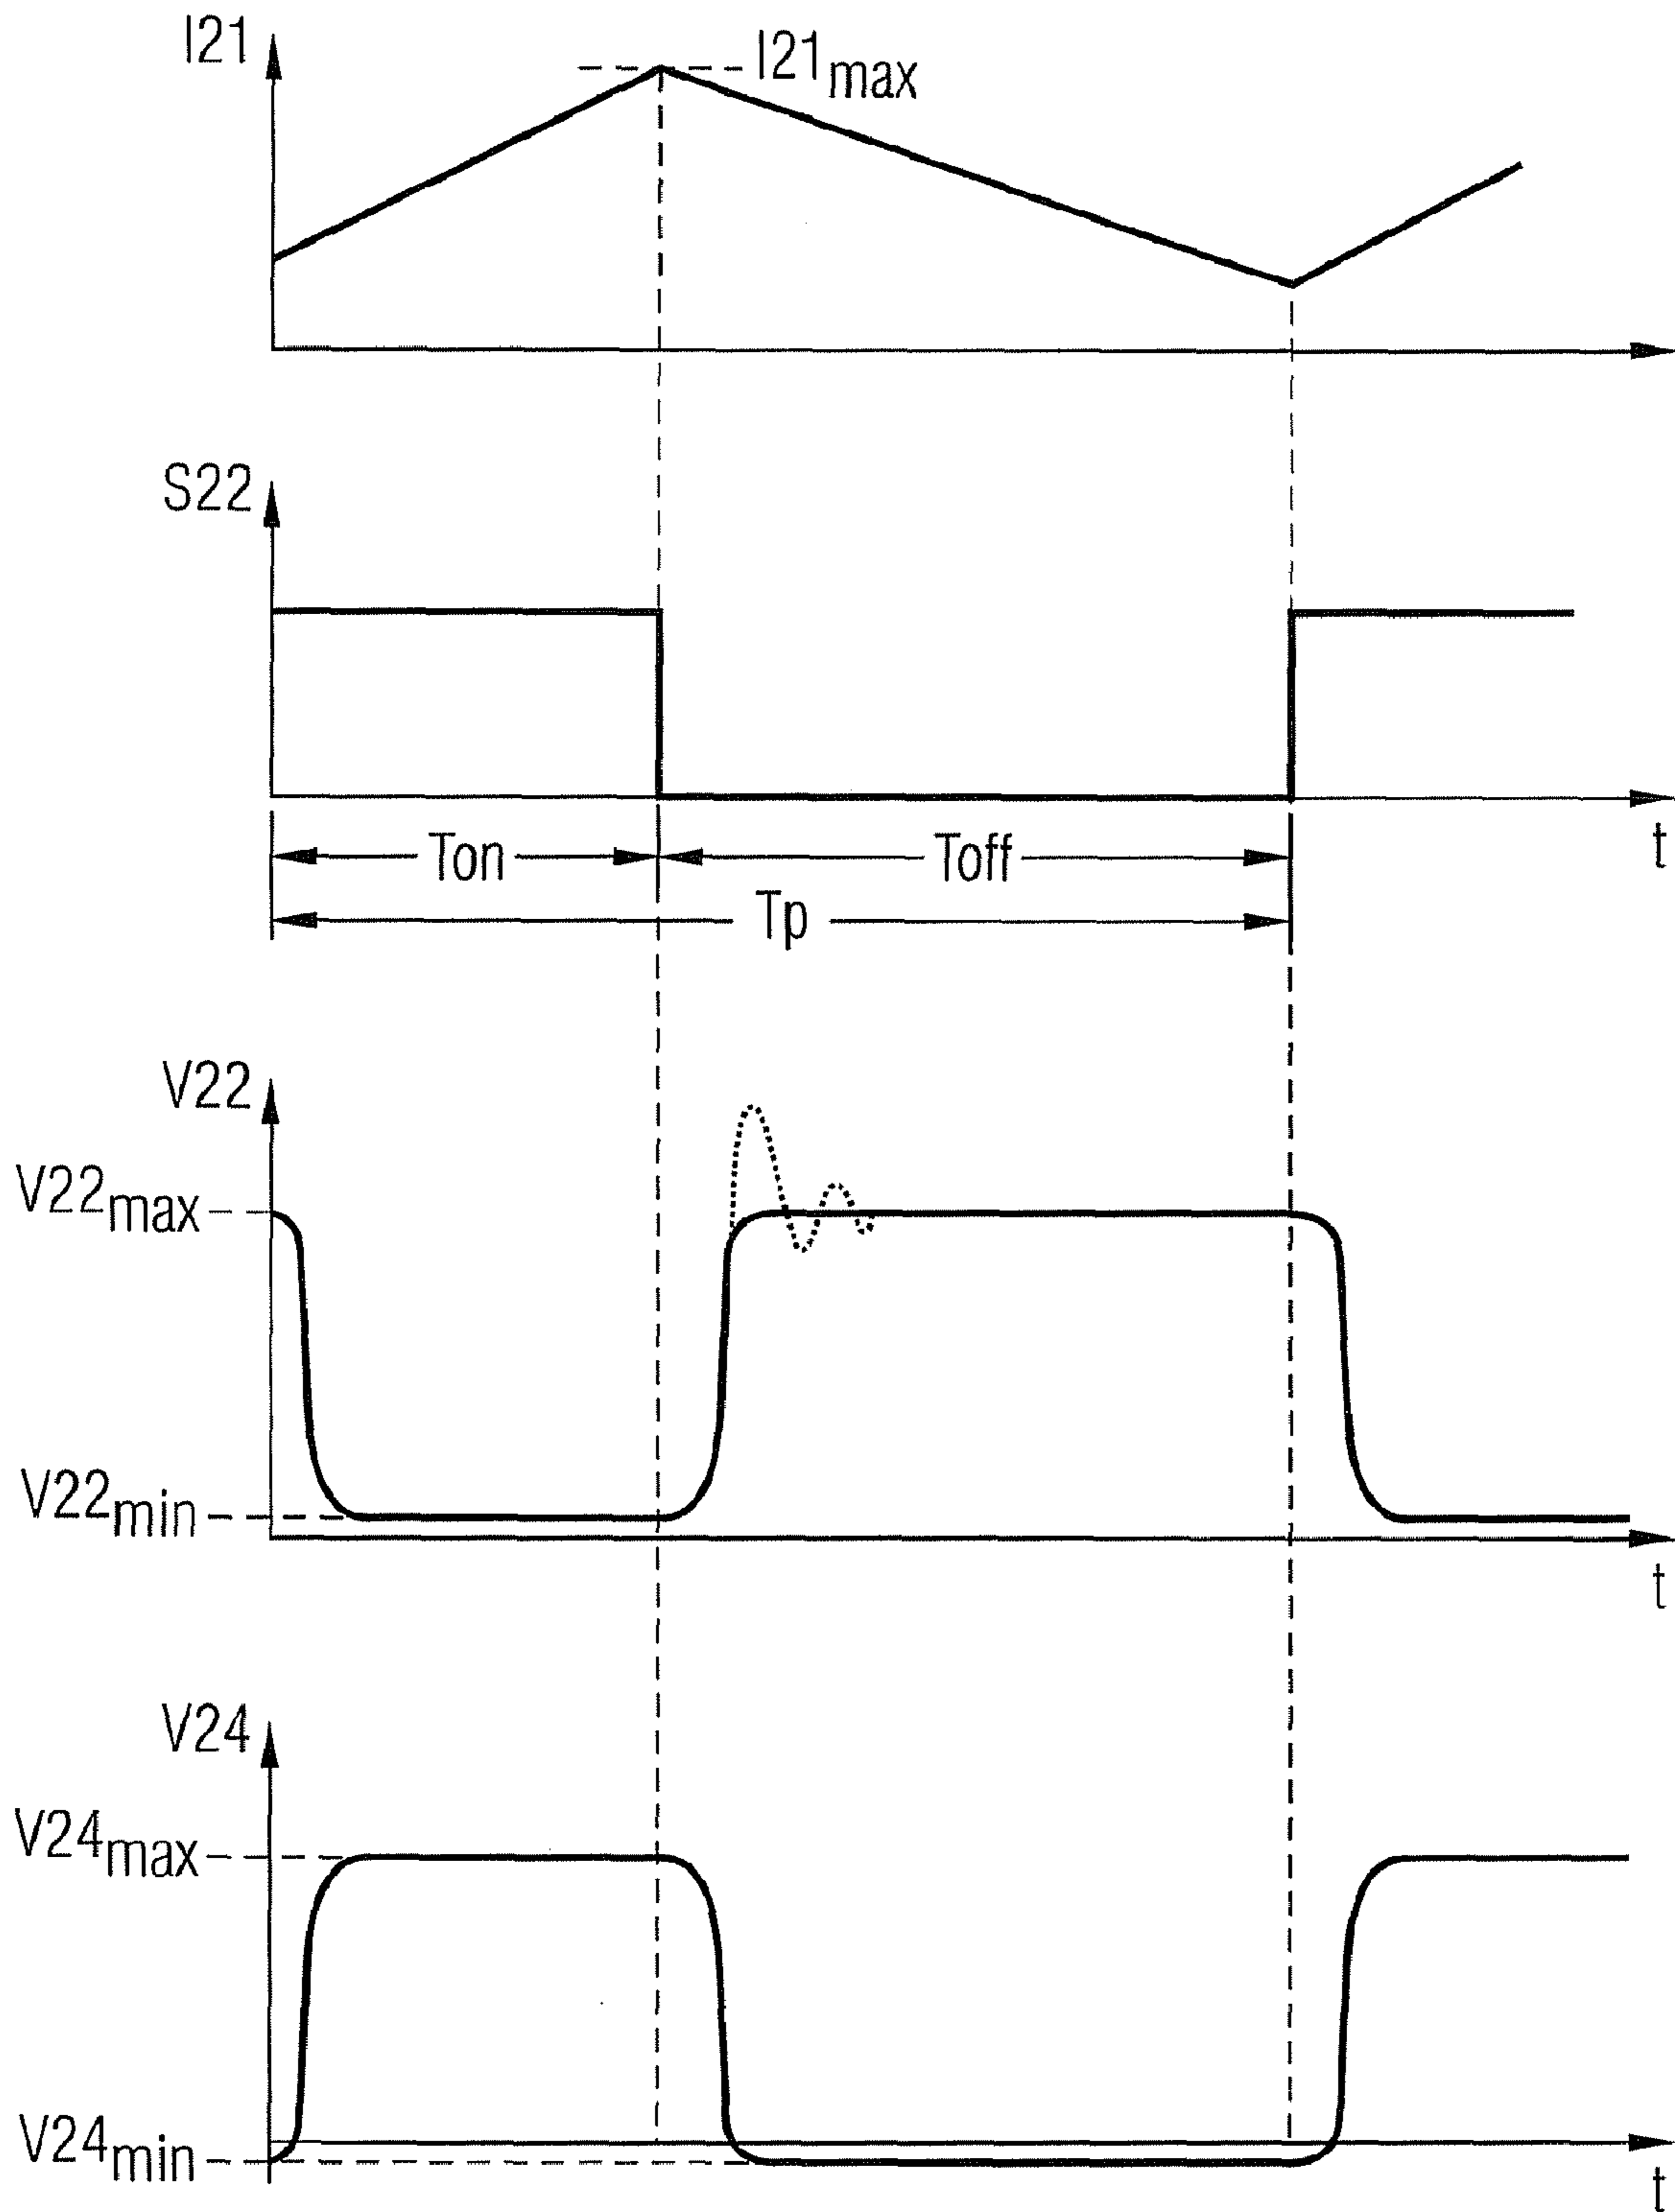 I21
I21max
S22
t
Ton
Toff
Tp
V22
V22max
V22min
t
V24
V24max
V24min
t